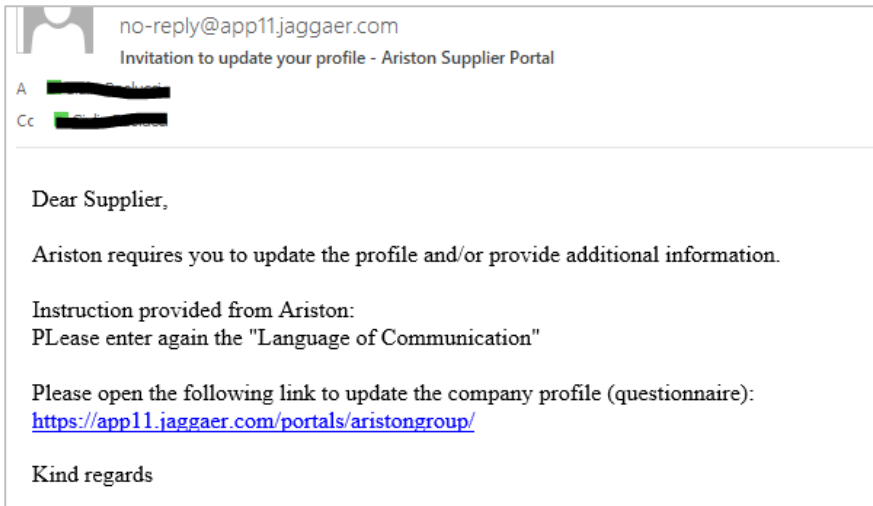 no-reply@app11.jaggaer.com
Invitation to update your profile - Ariston Supplier Portal
A
Cc
Dear Supplier,
Ariston requires you to update the profile and/or provide additional information.
Instruction provided from Ariston:
PLease enter again the "Language of Communication"
Please open the following link to update the company profile (questionnaire):
https://app11.jaggaer.com/portals/aristongroup/
Kind regards